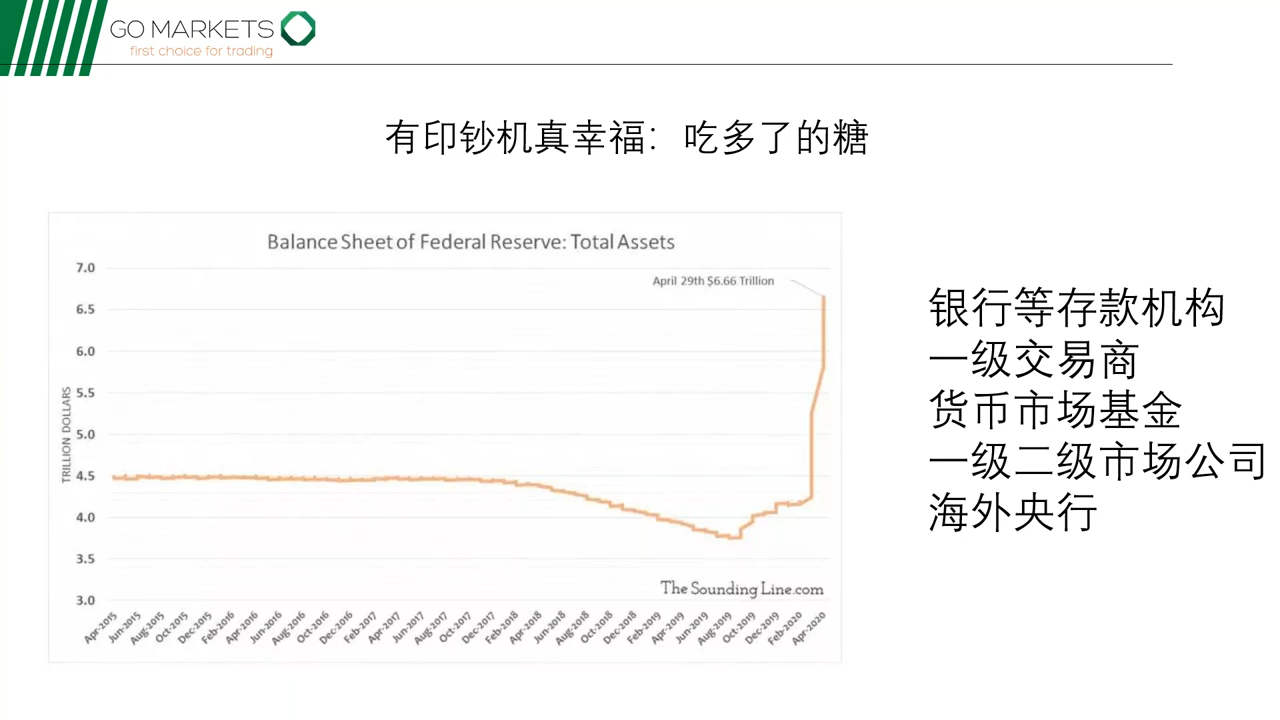 GO MARKETS
first choice for trading
有印钞机真幸福：吃多了的糖
Balance Sheet of Federal Reserve: Total Assets
April 29th $6.66 Trillion
TRILLION DOLLARS
7.0
6.5
6.0
5.5
5.0
4.5
4.0
3.5
3.0
The Sounding Line.com
Apr-2015
Jun-2015
Aug-2015
Oct-2015
Dec-2015
Feb-2016
Apr-2016
Jun-2016
Aug-2016
Oct-2016
Dec-2016
Feb-2017
Apr-2017
Jun-2017
Aug-2017
Oct-2017
Dec-2017
Feb-2018
Apr-2018
Jun-2018
Aug-2018
Oct-2018
Dec-2018
Feb-2019
Apr-2019
Jun-2019
Aug-2019
Oct-2019
Dec-2019
Feb-2020
Apr-2020
银行等存款机构
一级交易商
货币市场基金
一级二级市场公司
海外央行